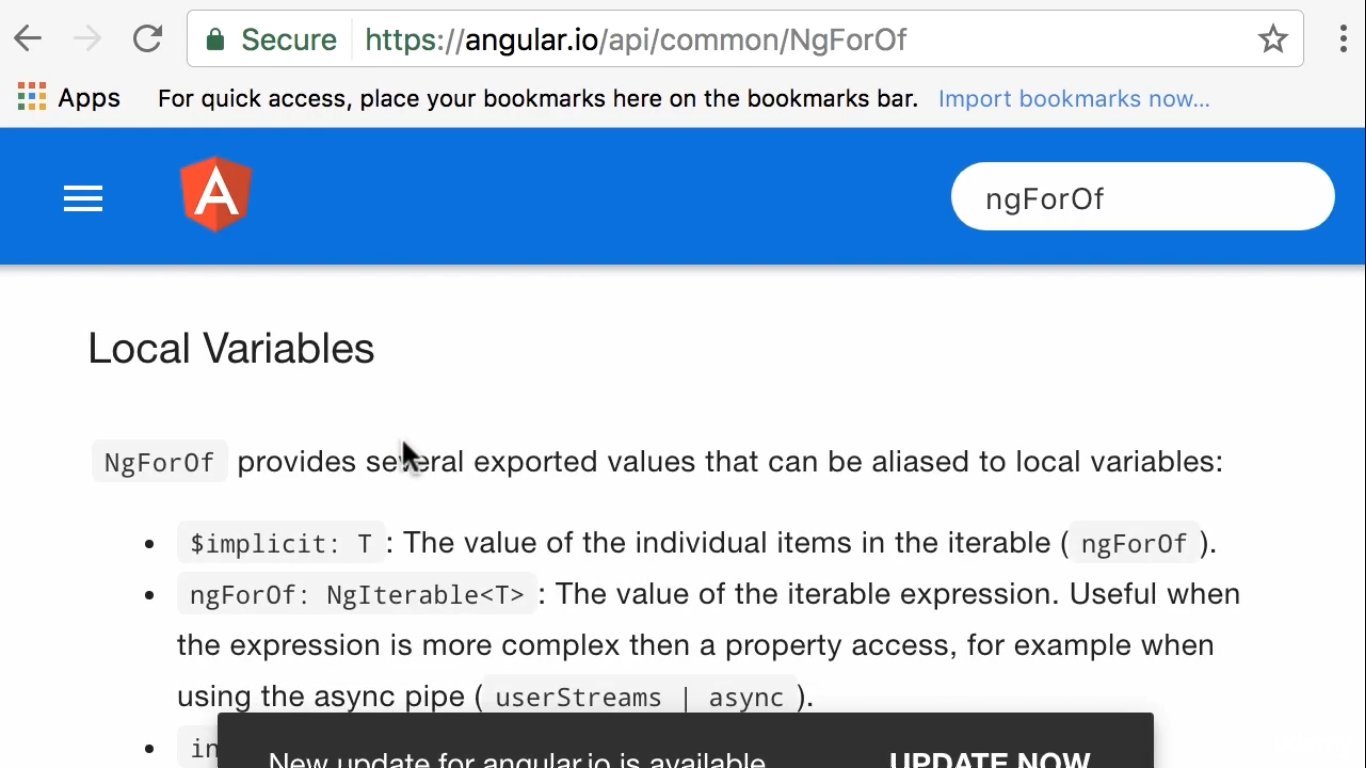 Secure https://angular.io/api/common/NgForOf
Apps For quick access, place your bookmarks here on the bookmarks bar. Import bookmarks now...
A ngForOf
Local Variables
NgForOf provides several exported values that can be aliased to local variables:
• $implicit: T : The value of the individual items in the iterable ( ngForOf ).
• ngForOf: NgIterable<T> : The value of the iterable expression. Useful when
the expression is more complex then a property access, for example when
using the async pipe ( userStreams | async ).
• in
New update for angular.io is available UPDATE NOW